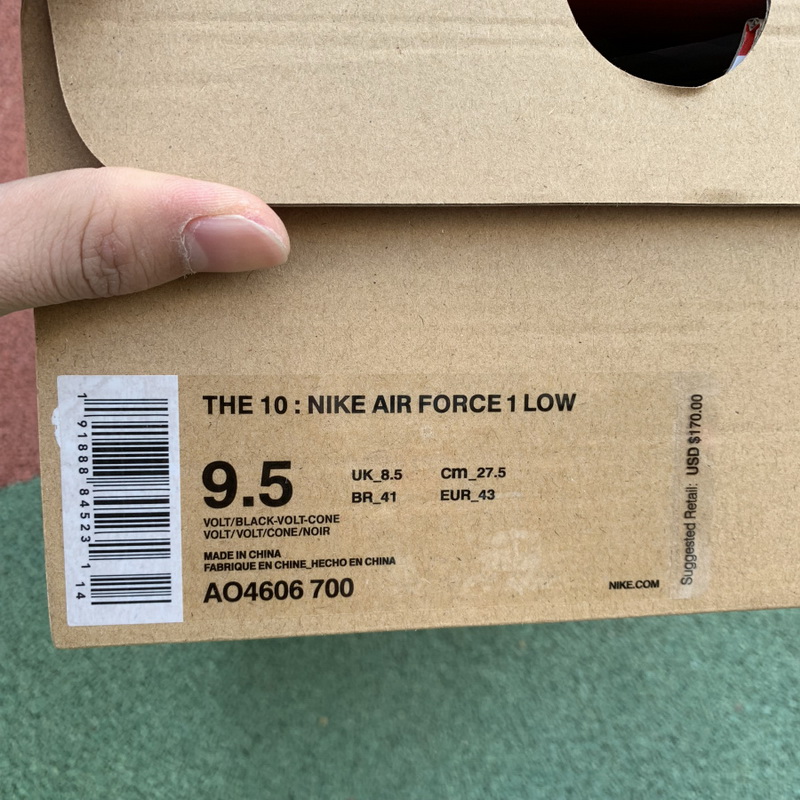 THE 10 : NIKE AIR FORCE 1 LOW
9.5
UK_8.5 cm_27.5
BR_41 EUR_43
VOLT/BLACK-VOLT-CONE
VOLT/VOLT/CONE/NOIR
MADE IN CHINA
FABRIQUE EN CHINE_HECHO EN CHINA
AO4606 700
NIKE.COM
Suggested Retail: USD $170.00
1 91888 84523 1 14